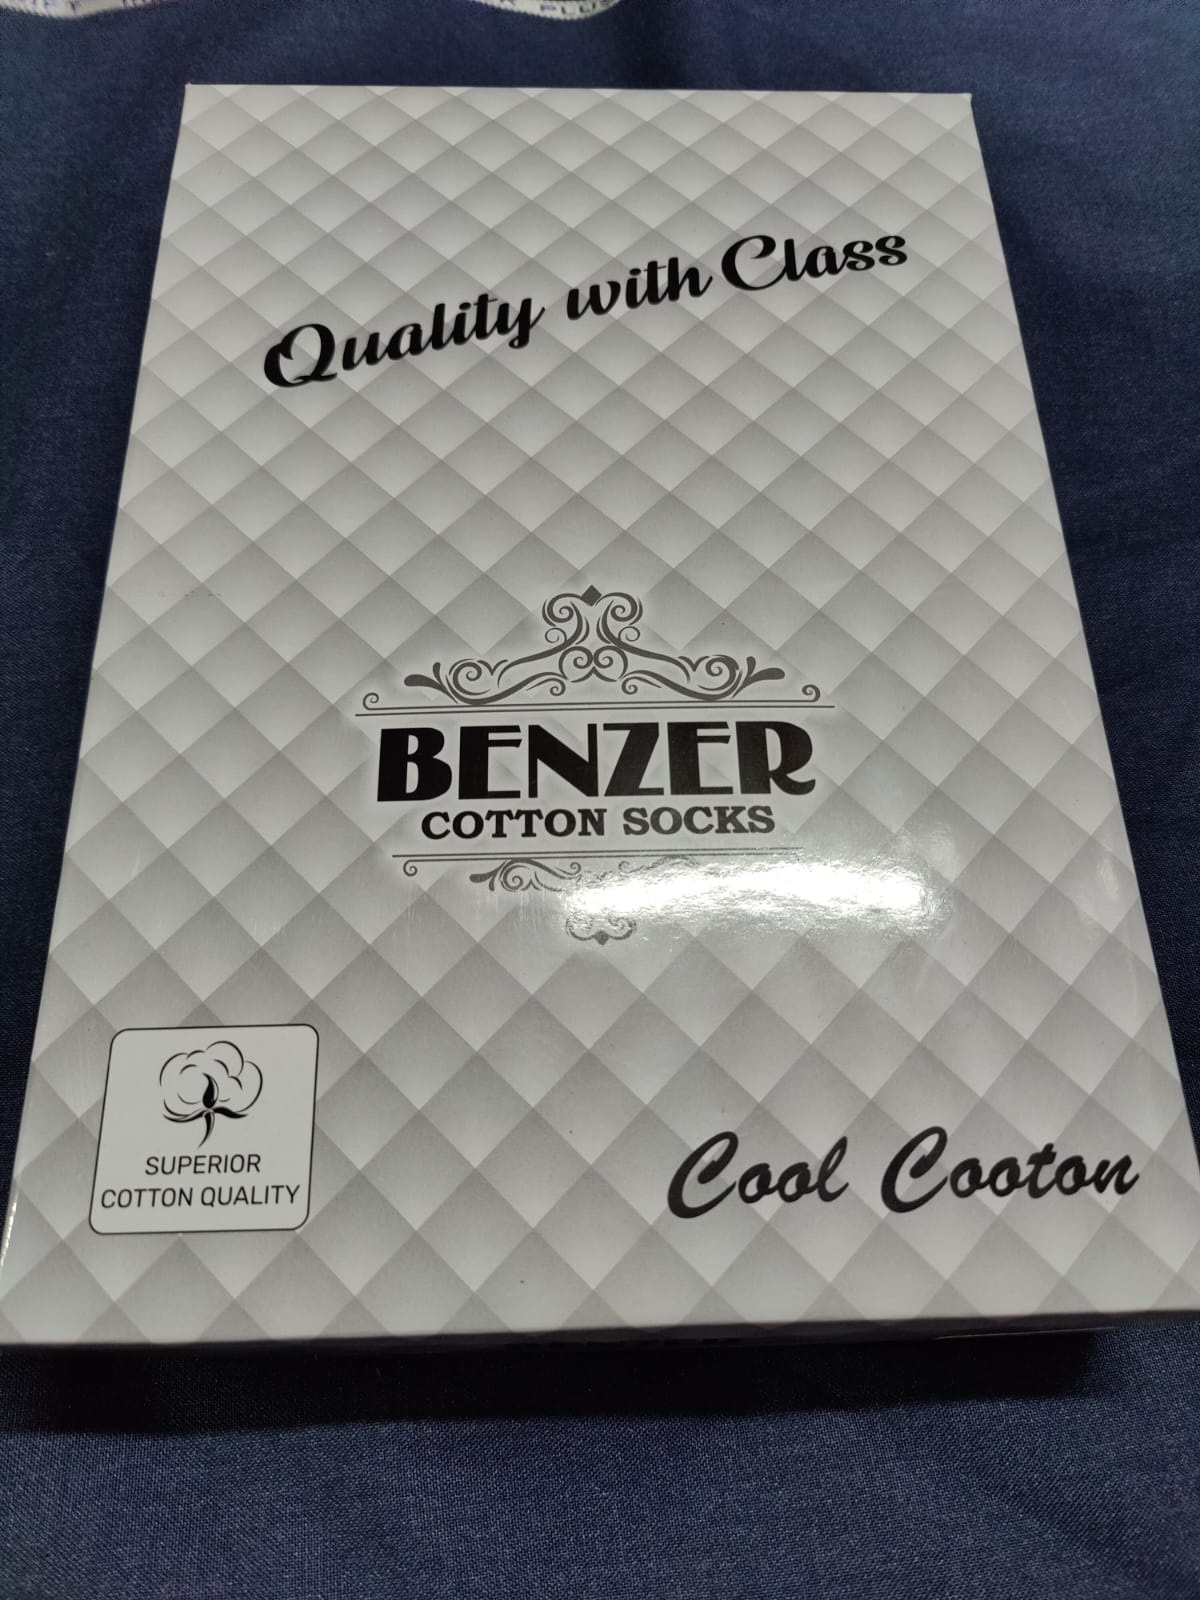 Quality with Class
BENZER
COTTON SOCKS
SUPERIOR
COTTON QUALITY
Cool Cooton